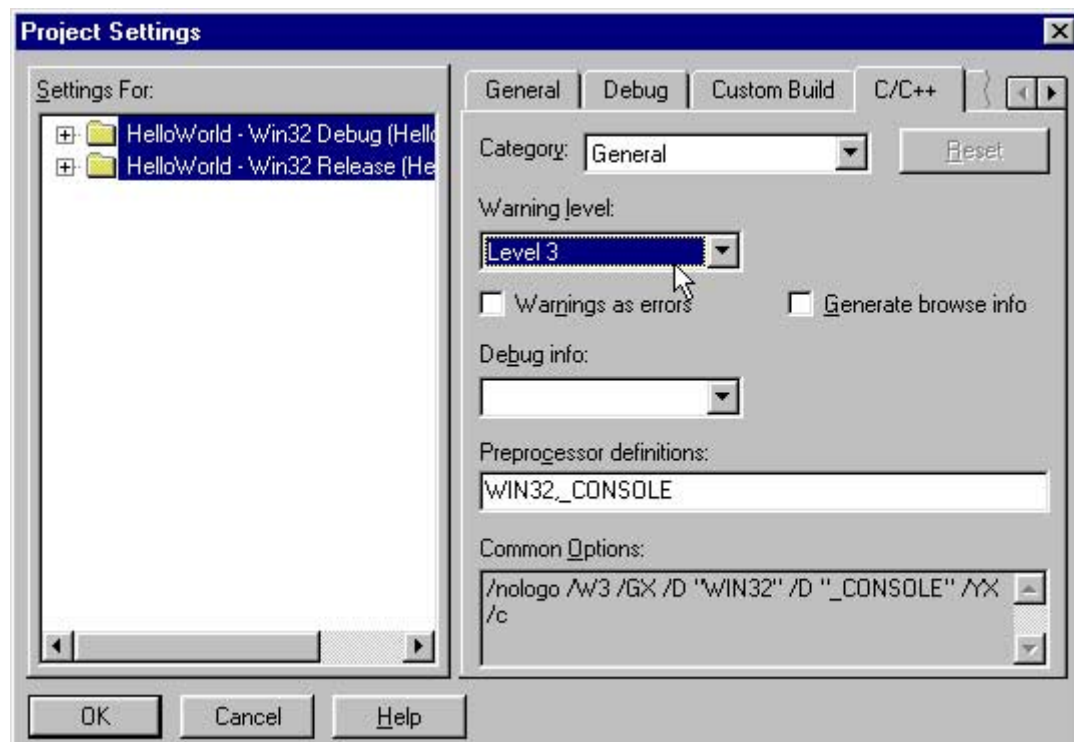 Project Settings
Settings For:
HelloWorld - Win32 Debug (Hell
HelloWorld - Win32 Release (He
General Debug Custom Build C/C++
Category: General Reset
Warning level:
Level 3
Warnings as errors Generate browse info
Debug info:
Preprocessor definitions:
WIN32,_CONSOLE
Common Options:
/nologo /W3 /GX /D "WIN32" /D "_CONSOLE" /YX
/c
OK Cancel Help